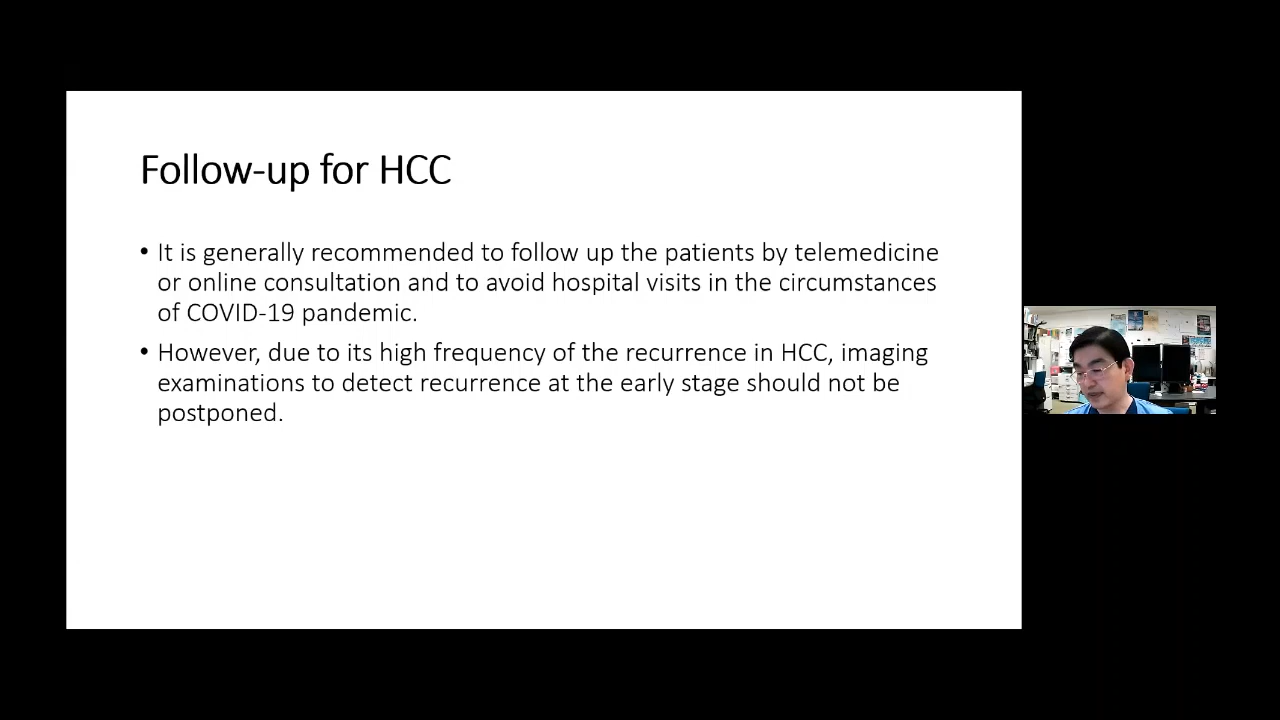 Follow-up for HCC
• It is generally recommended to follow up the patients by telemedicine
or online consultation and to avoid hospital visits in the circumstances
of COVID-19 pandemic.
• However, due to its high frequency of the recurrence in HCC, imaging
examinations to detect recurrence at the early stage should not be
postponed.